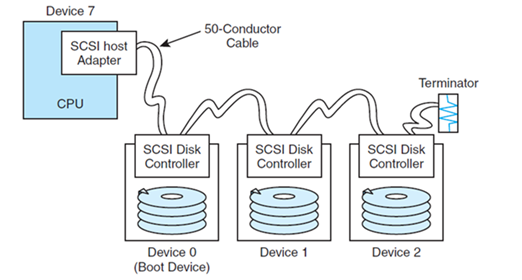 Device 7
SCSI host
Adapter
CPU
50-Conductor
Cable
Terminator
SCSI Disk
Controller
SCSI Disk
Controller
SCSI Disk
Controller
Device 0
(Boot Device)
Device 1
Device 2